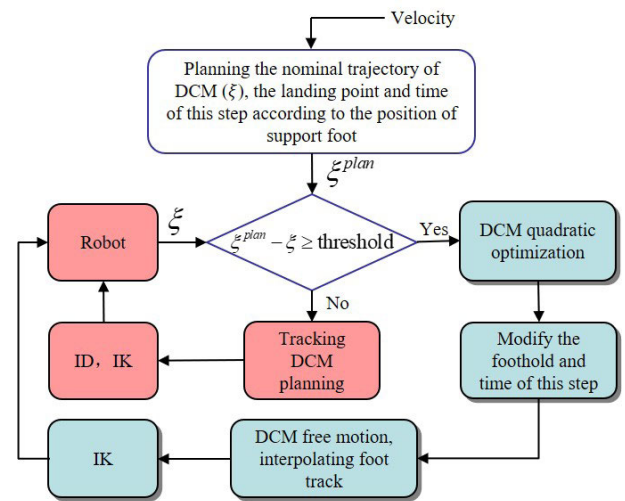 Velocity
Planning the nominal trajectory of
DCM (ξ), the landing point and time
of this step according to the position of
support foot
ξ^{plan}
Robot
ξ
ξ^{plan} − ξ ≥ threshold
Yes
DCM quadratic
optimization
No
ID，IK
Tracking
DCM
planning
Modify the
foothold and
time of this step
IK
DCM free motion,
interpolating foot
track